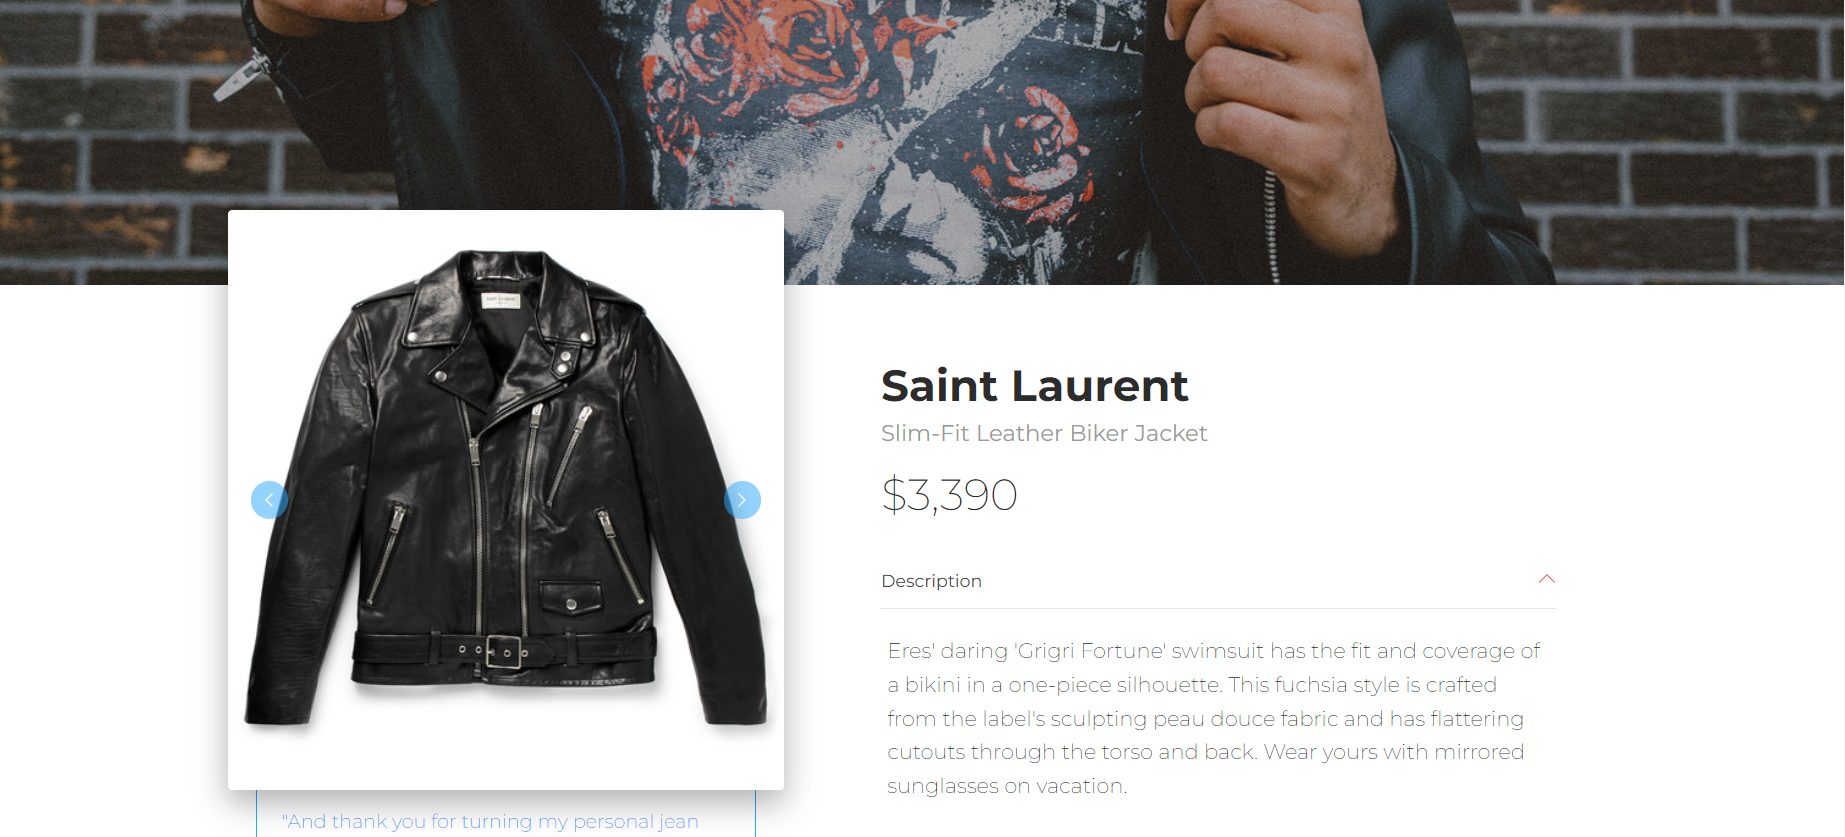 Saint Laurent
Slim-Fit Leather Biker Jacket
$3,390
Description
Eres' daring 'Grigri Fortune' swimsuit has the fit and coverage of
a bikini in a one-piece silhouette. This fuchsia style is crafted
from the label's sculpting peau douce fabric and has flattering
cutouts through the torso and back. Wear yours with mirrored
sunglasses on vacation.
"And thank you for turning my personal jean